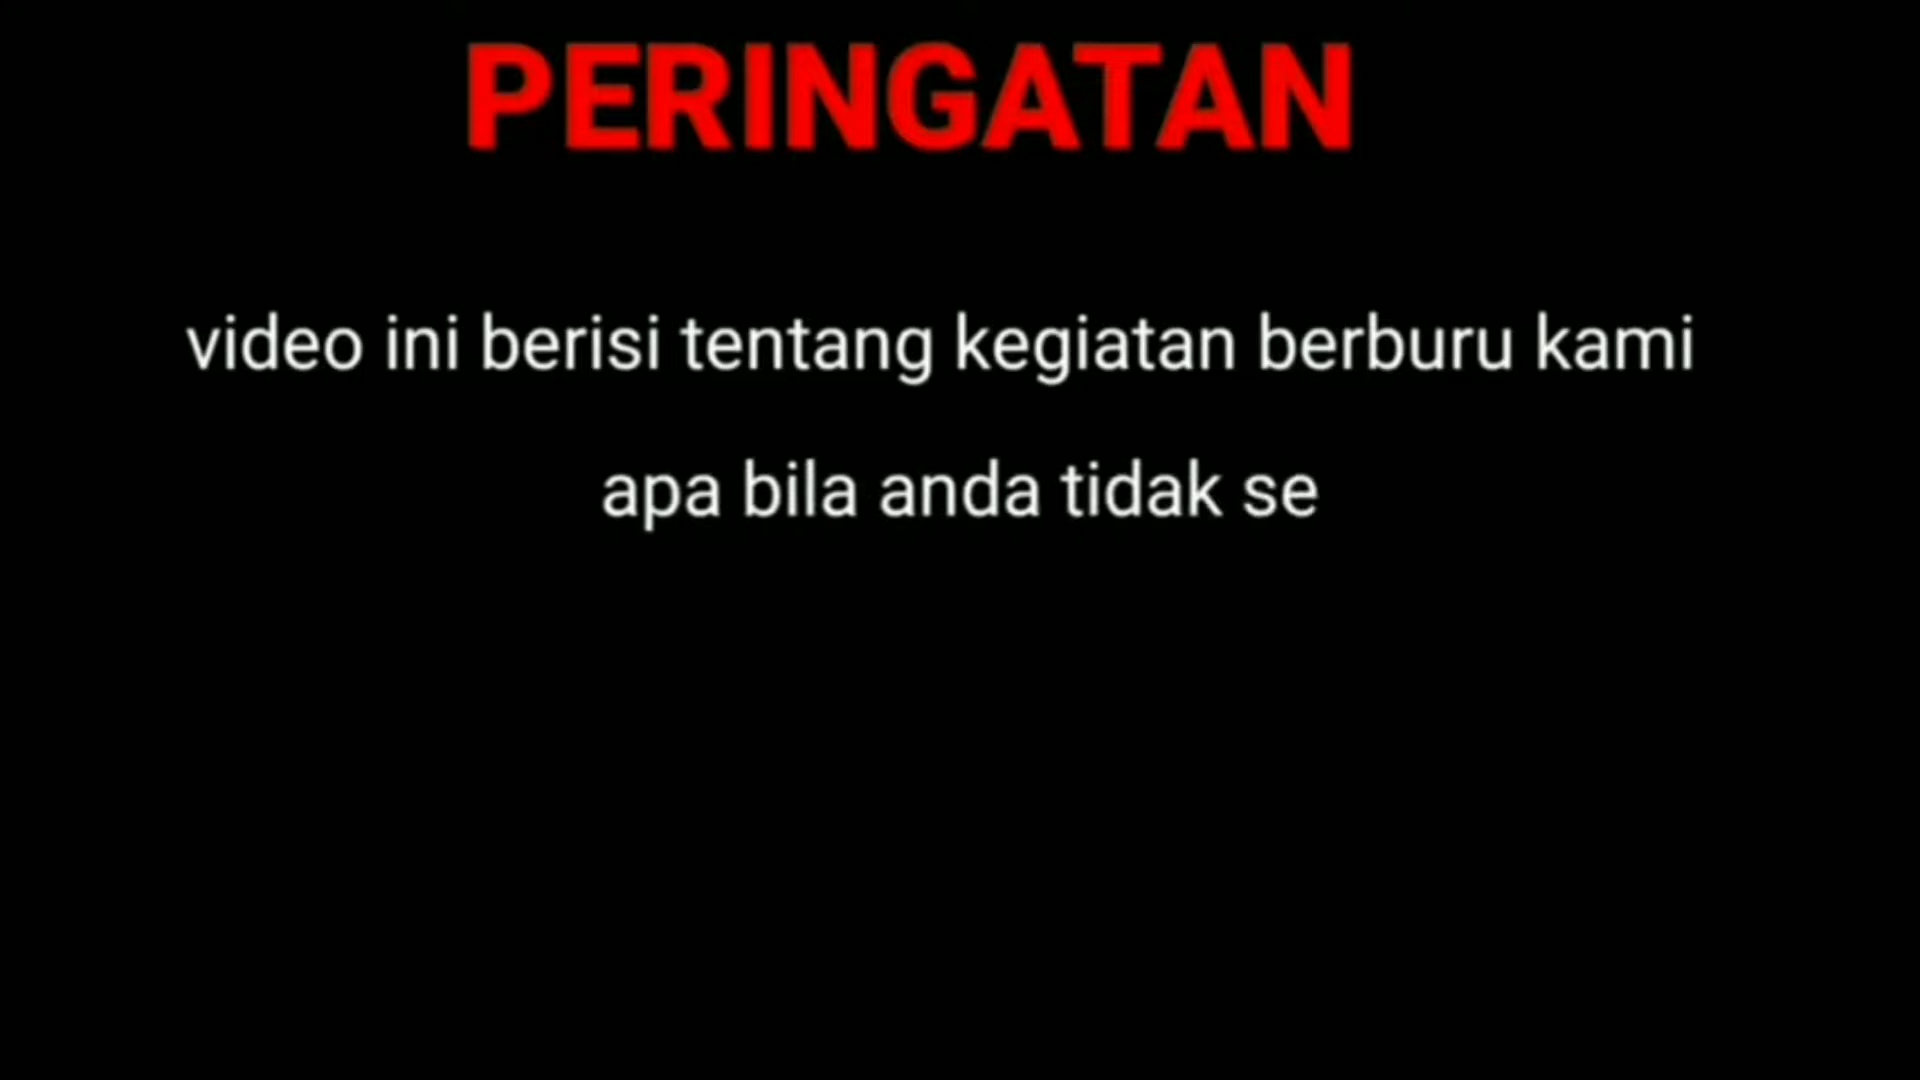 PERINGATAN
video ini berisi tentang kegiatan berburu kami
apa bila anda tidak se